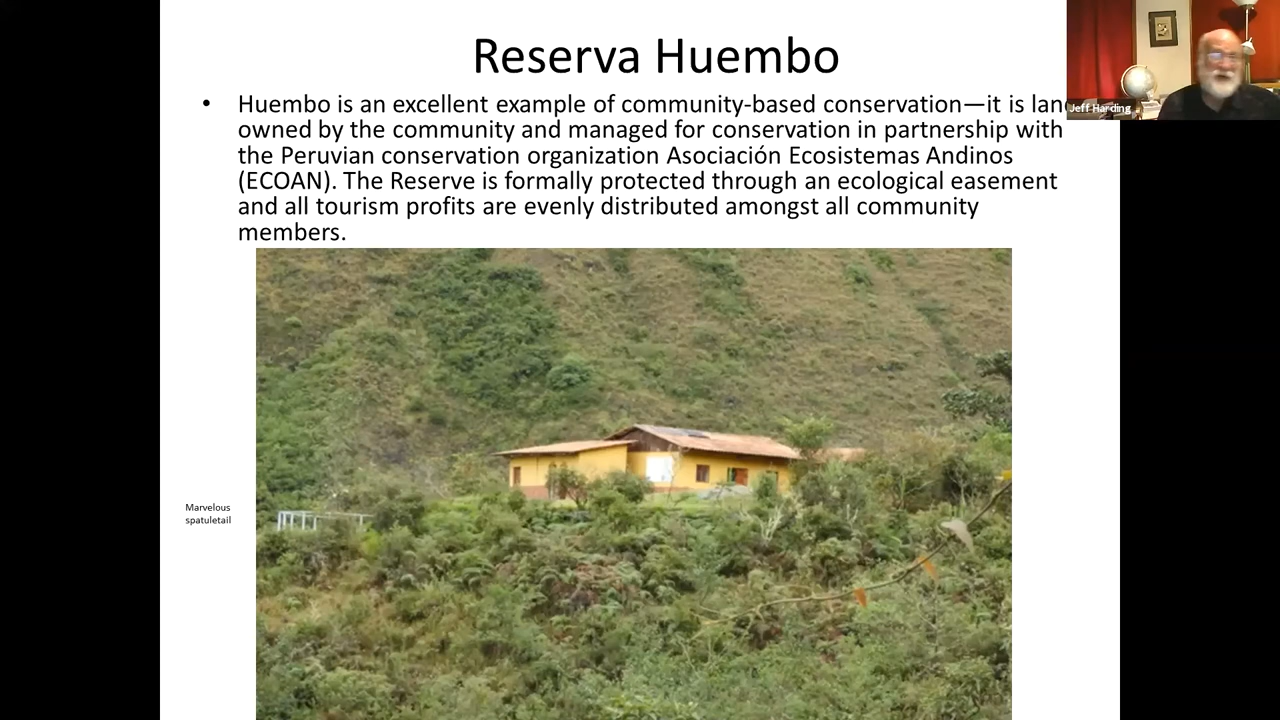 Reserva Huembo
• Huembo is an excellent example of community-based conservation—it is land
owned by the community and managed for conservation in partnership with
the Peruvian conservation organization Asociación Ecosistemas Andinos
(ECOAN). The Reserve is formally protected through an ecological easement
and all tourism profits are evenly distributed amongst all community
members.
Jeff Harding
Marvelous
spatuletail